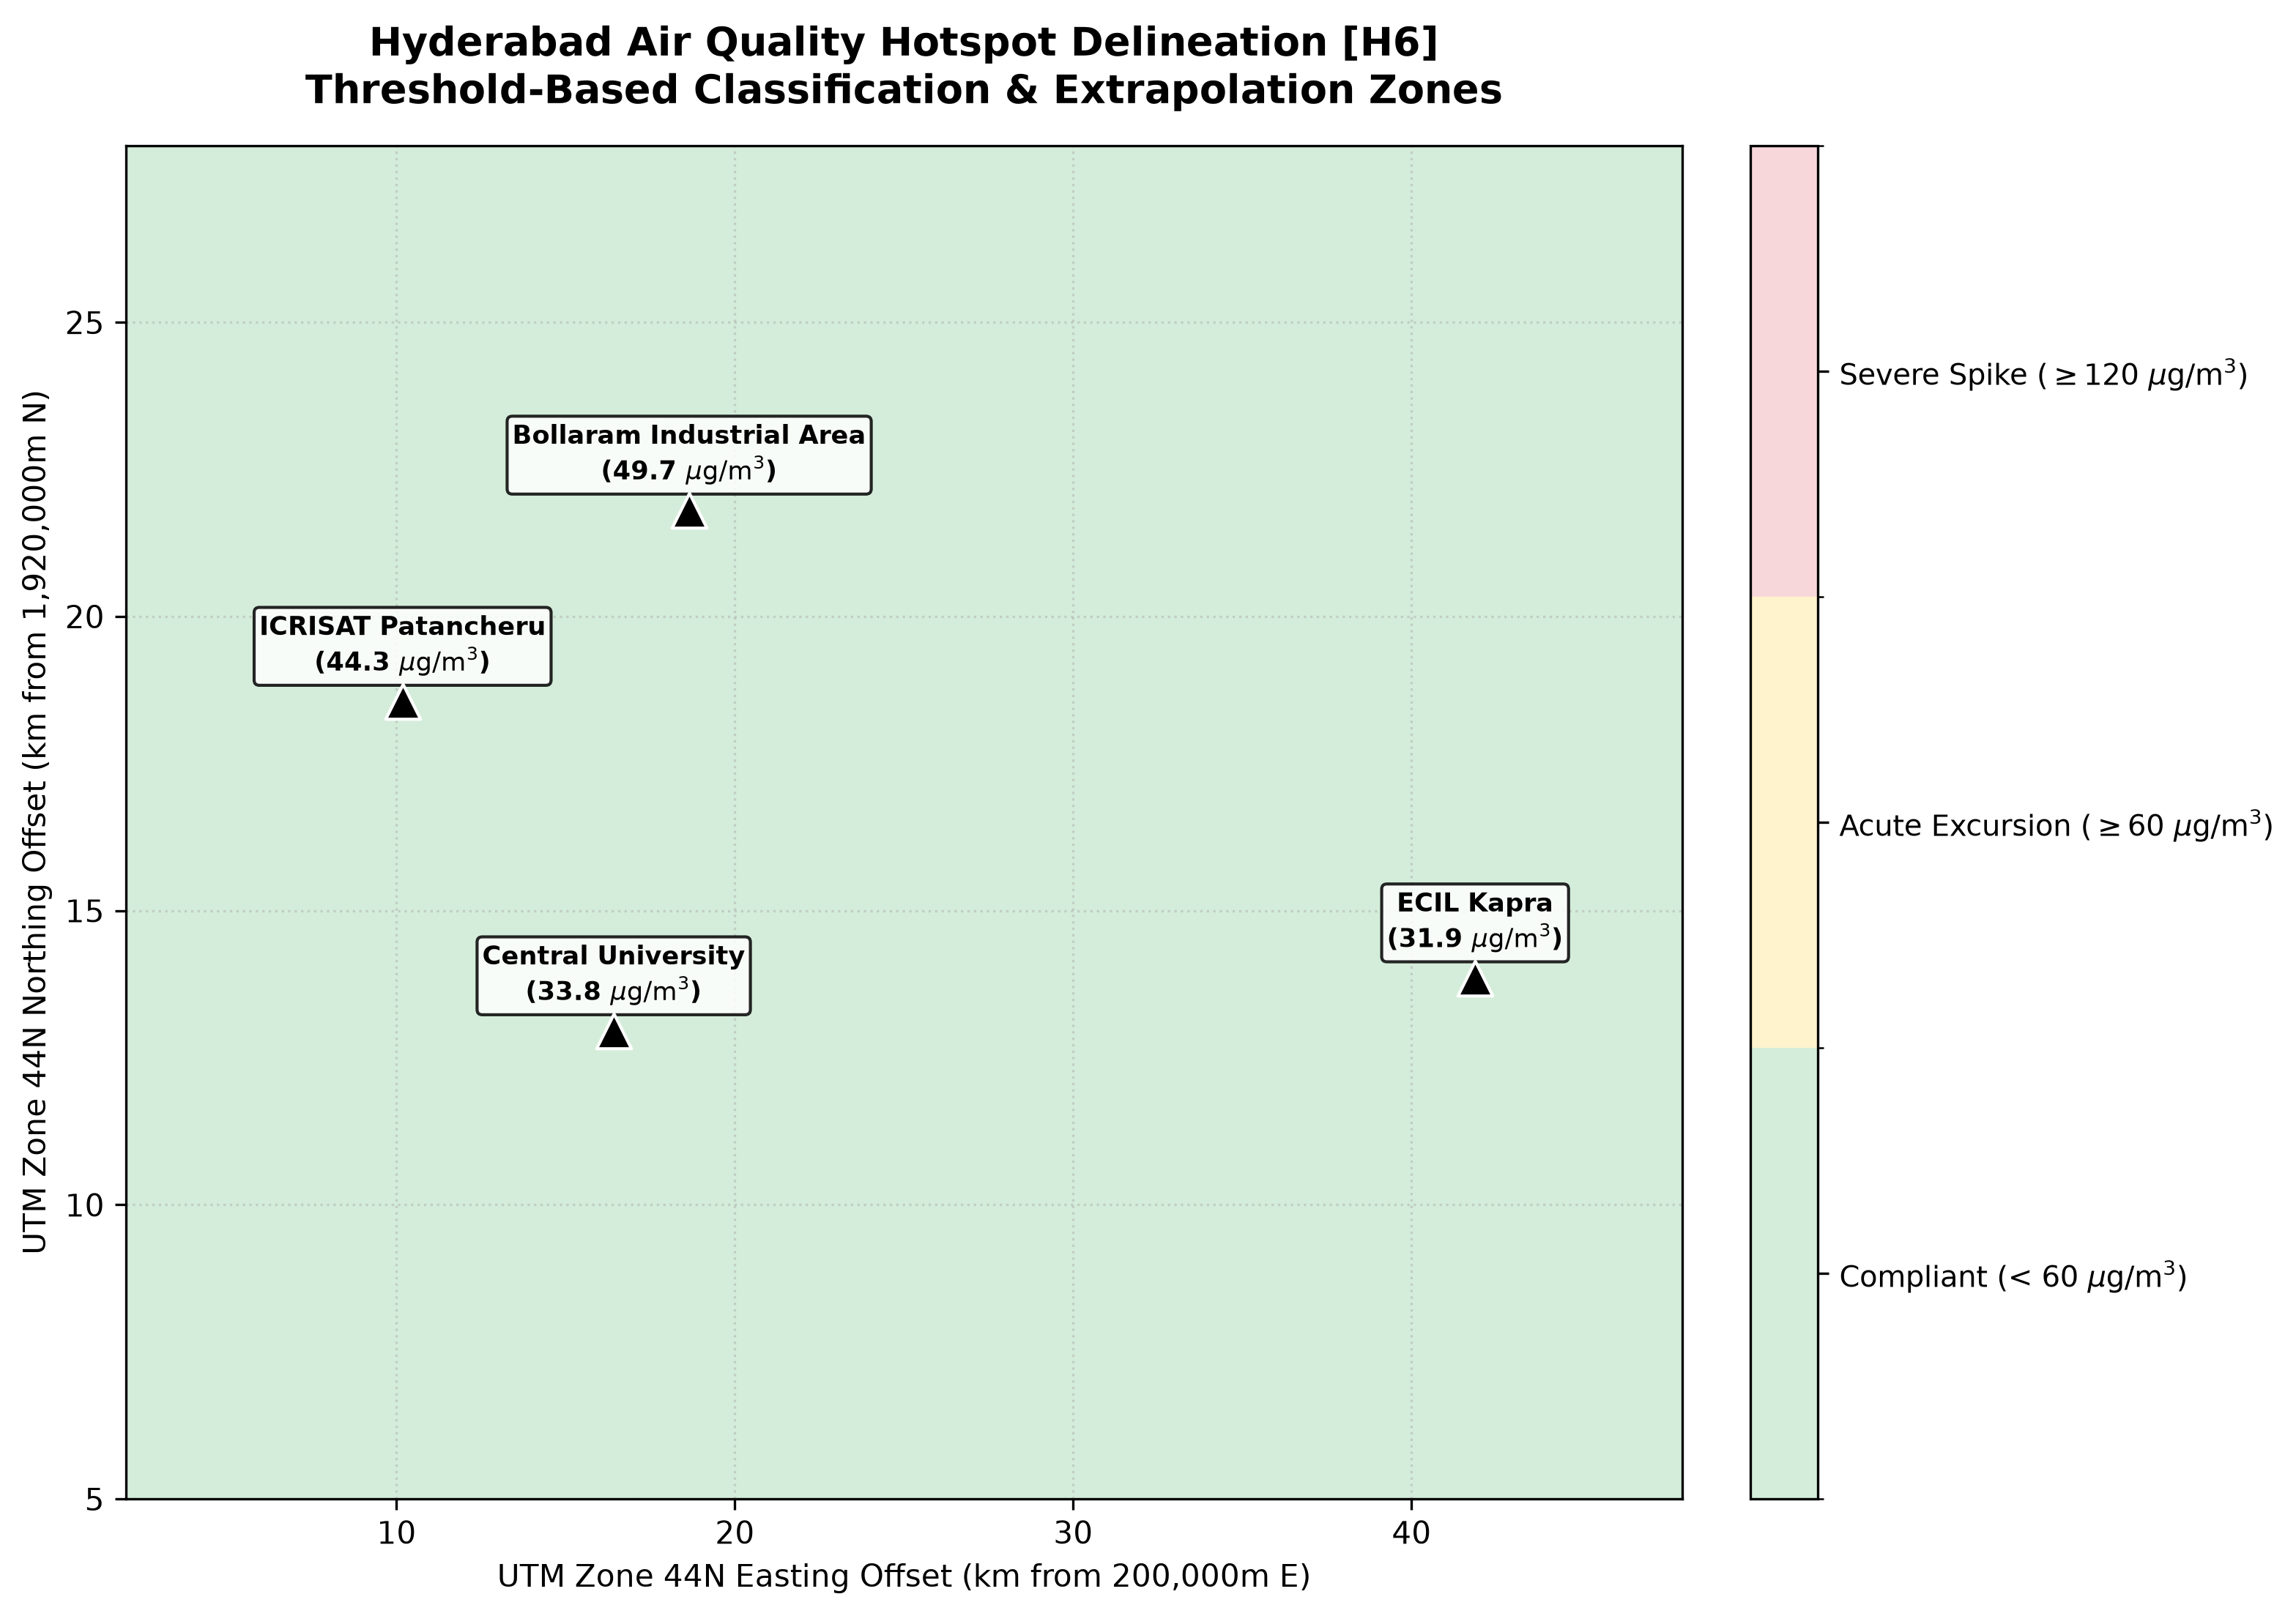 Hyderabad Air Quality Hotspot Delineation [H6]
Threshold-Based Classification & Extrapolation Zones
UTM Zone 44N Northing Offset (km from 1,920,000m N)
25
20
15
10
5
Bollaram Industrial Area
(49.7 μg/m³)
ICRISAT Patancheru
(44.3 μg/m³)
ECIL Kapra
(31.9 μg/m³)
Central University
(33.8 μg/m³)
10
20
30
40
UTM Zone 44N Easting Offset (km from 200,000m E)
Severe Spike (≥120 μg/m³)
Acute Excursion (≥60 μg/m³)
Compliant (< 60 μg/m³)